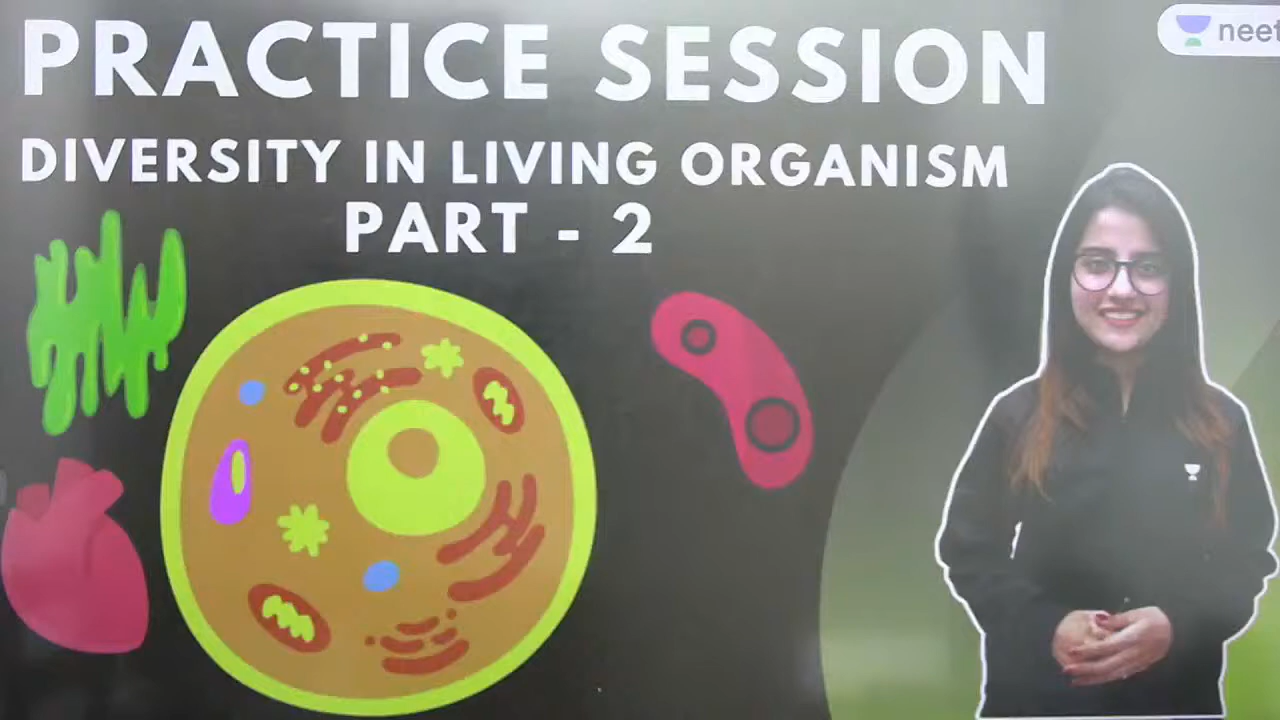 PRACTICE SESSION
neet
DIVERSITY IN LIVING ORGANISM
PART - 2